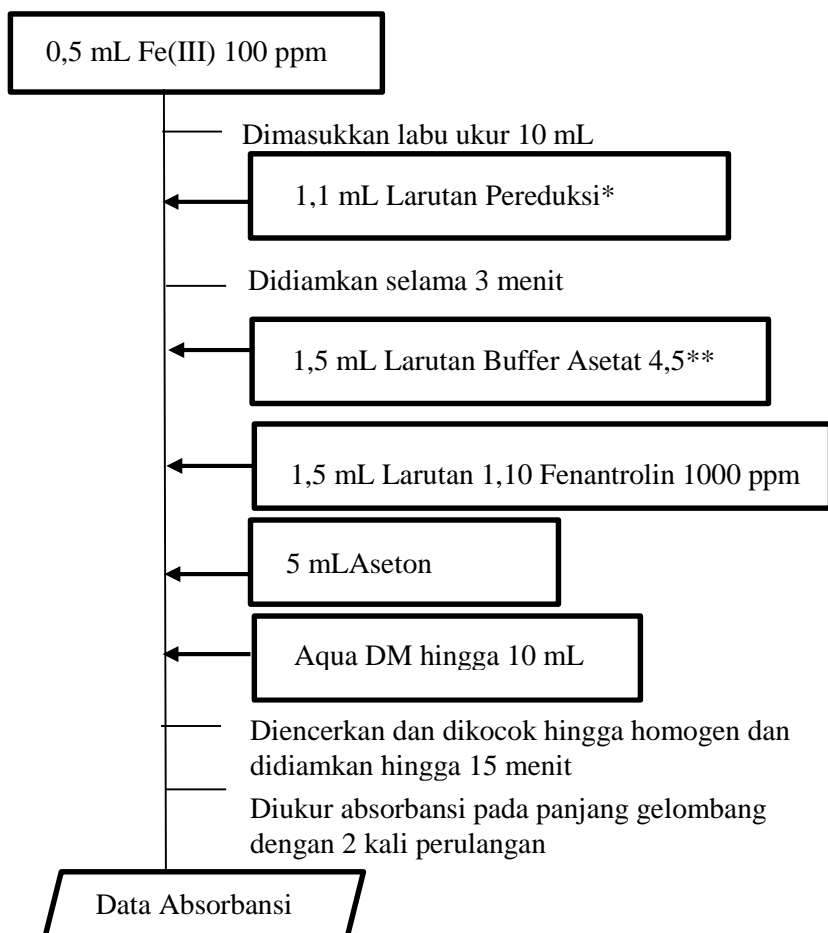 0,5 mL Fe(III) 100 ppm
Dimasukkan labu ukur 10 mL
1,1 mL Larutan Pereduksi*
Didiamkan selama 3 menit
1,5 mL Larutan Buffer Asetat 4,5**
1,5 mL Larutan 1,10 Fenantrolin 1000 ppm
5 mLAseton
Aqua DM hingga 10 mL
Diencerkan dan dikocok hingga homogen dan
didiamkan hingga 15 menit
Diukur absorbansi pada panjang gelombang
dengan 2 kali perulangan
Data Absorbansi